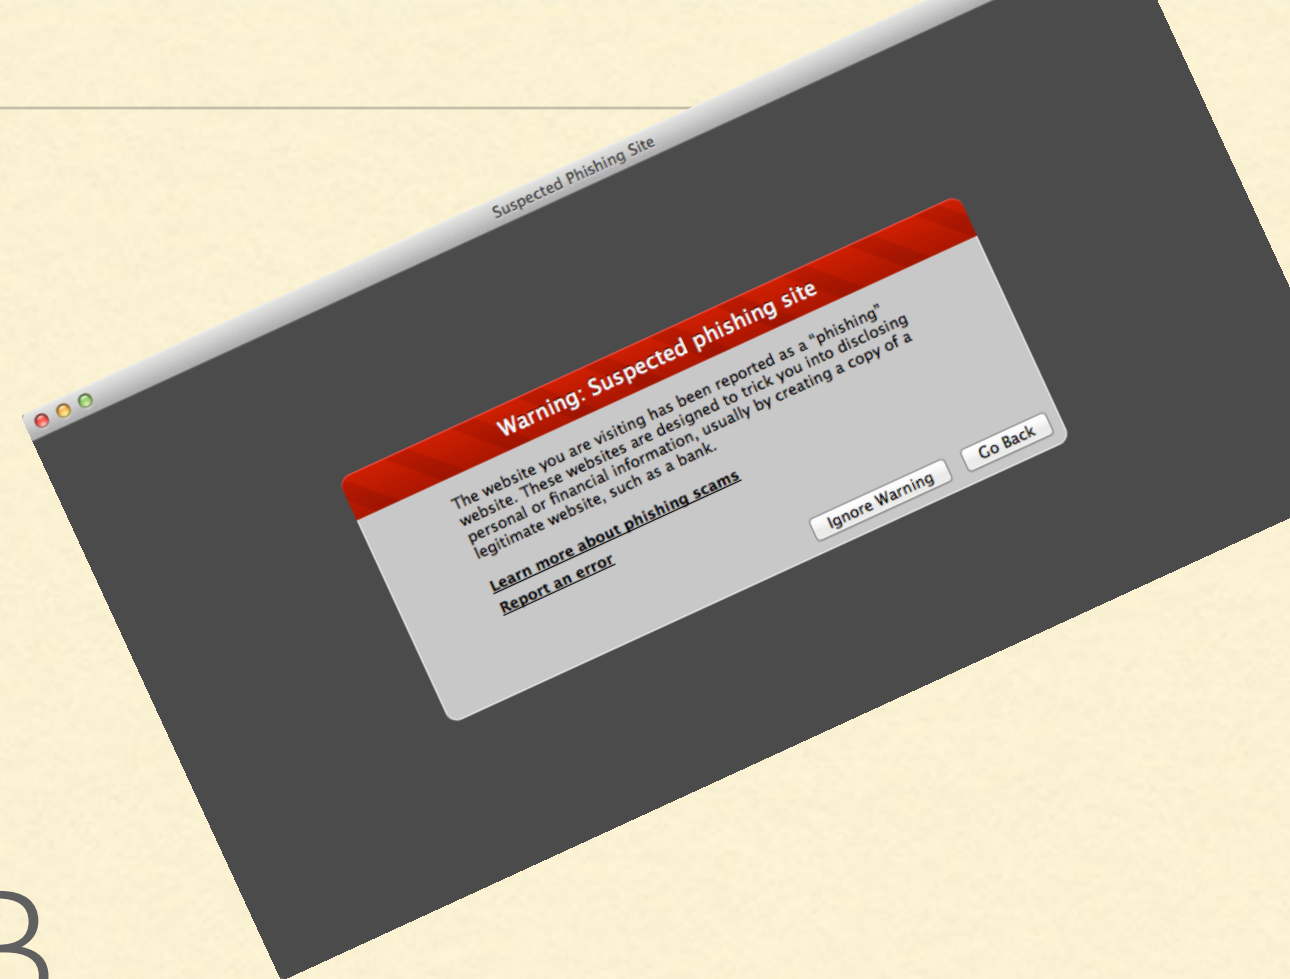 Suspected Phishing Site
Warning: Suspected phishing site
The website you are visiting has been reported as a "phishing"
website. These websites are designed to trick you into disclosing
personal or financial information, usually by creating a copy of a
legitimate website, such as a bank.
Learn more about phishing scams
Report an error
Ignore Warning
Go Back